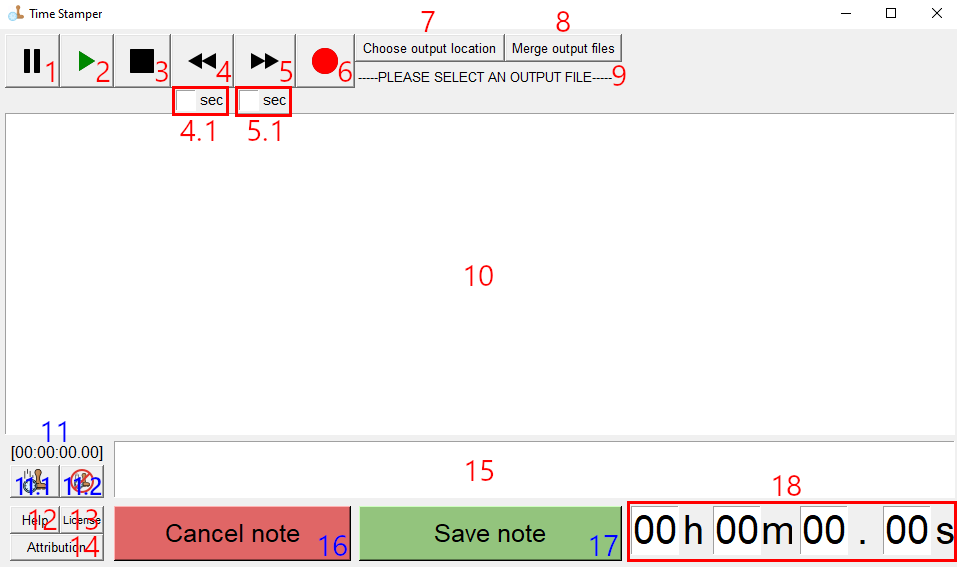 Time Stamper
7
8
1
2
3
4
5
6
Choose output location
Merge output files
-----PLEASE SELECT AN OUTPUT FILE-----
9
sec
sec
4.1
5.1
10
11
[00:00:00.00]
11.1
11.2
15
18
Help
12
License
13
Attribution
14
Cancel note
16
Save note
17
00 h 00 m 00 . 00 s